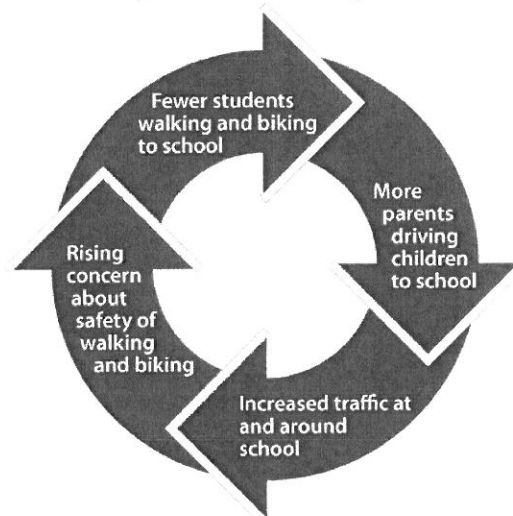 Fewer students
walking and biking
to school
More
parents
driving
children
to school
Increased traffic at
and around
school
Rising
concern
about
safety of
walking
and biking